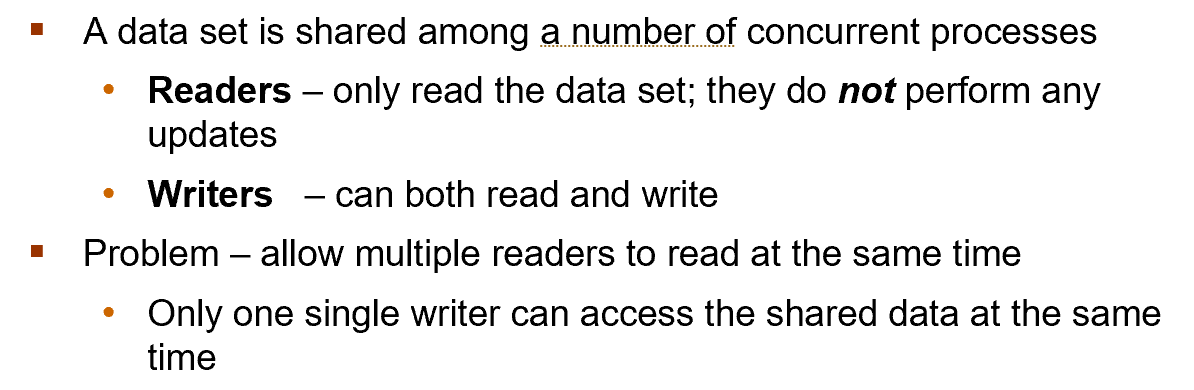 ▪ A data set is shared among a number of concurrent processes
• Readers – only read the data set; they do not perform any
updates
• Writers – can both read and write
▪ Problem – allow multiple readers to read at the same time
• Only one single writer can access the shared data at the same
time